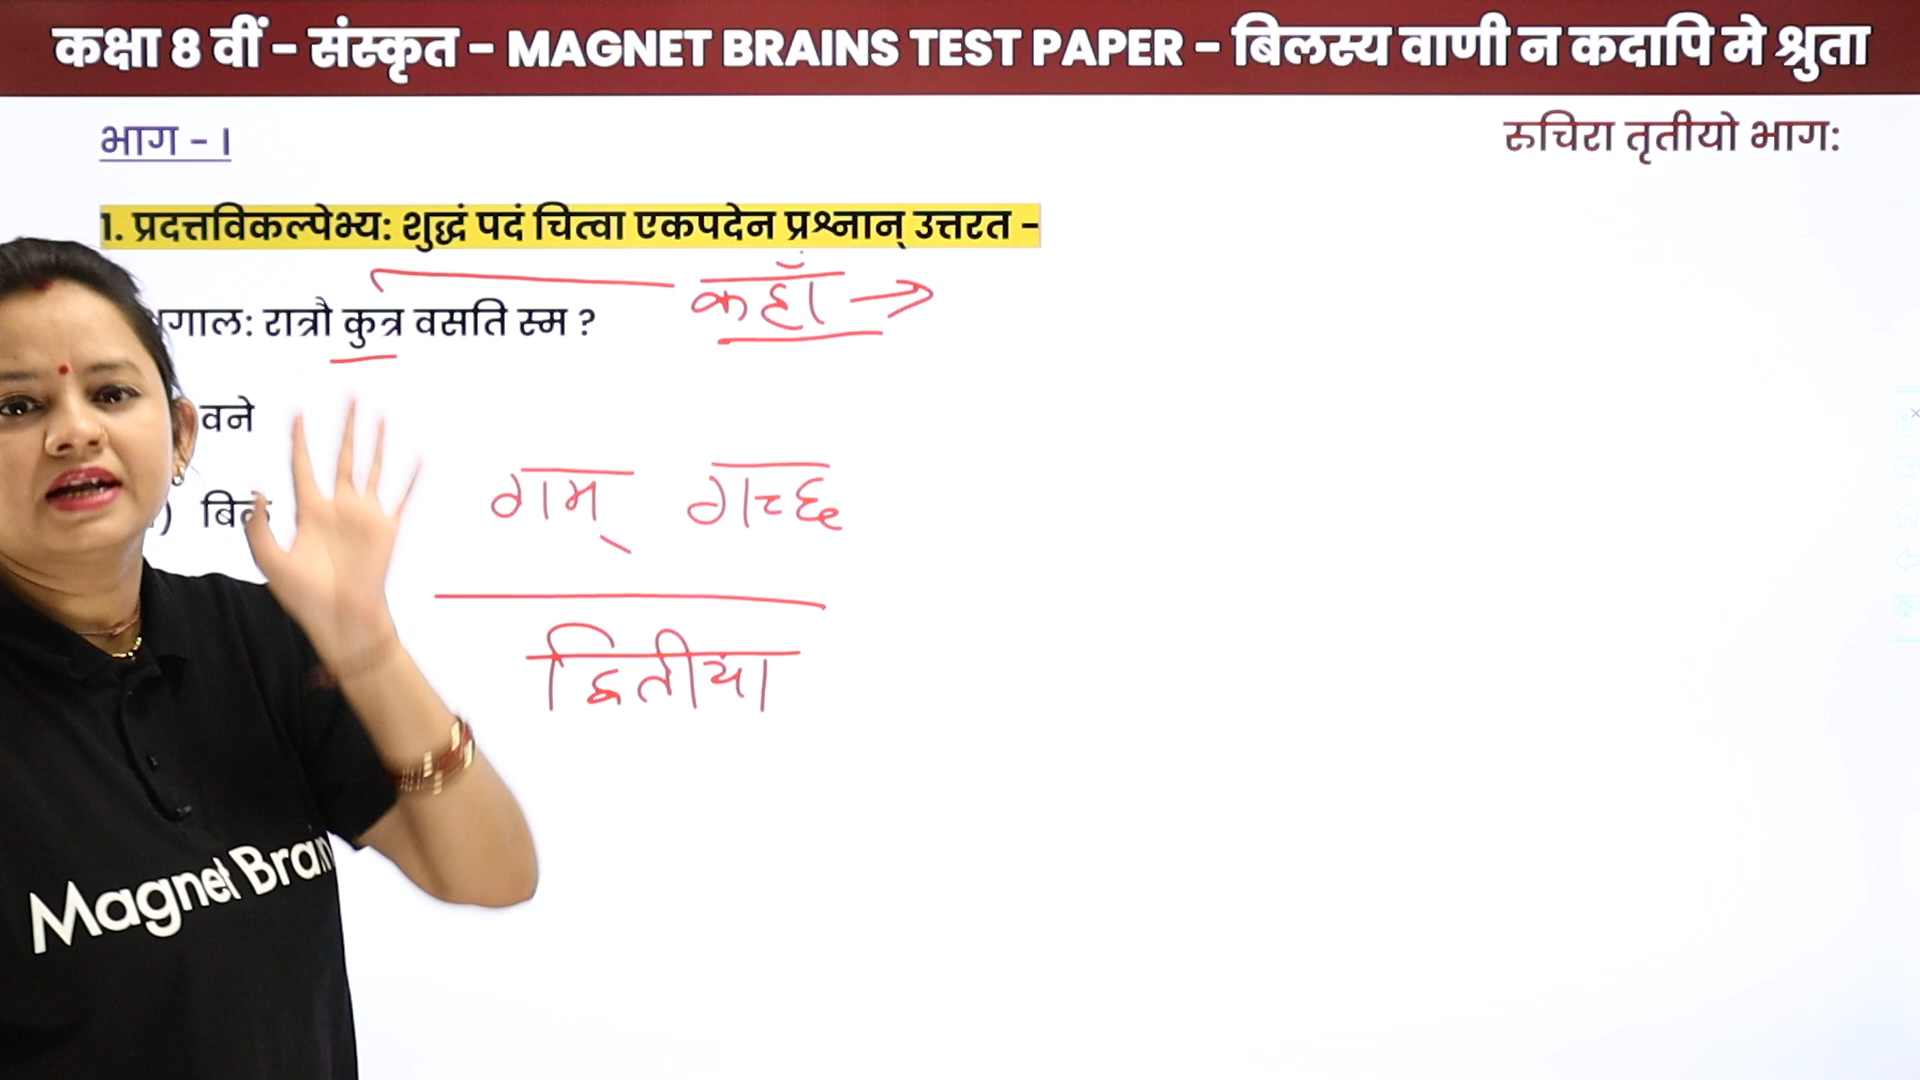 कक्षा 8 वीं – संस्कृत – MAGNET BRAINS TEST PAPER – बिलस्य वाणी न कदापि मे श्रुता
भाग – I
रुचिरा तृतीयो भाग:
1. प्रदत्तविकल्पेभ्य: शुद्धं पदं चित्वा एकपदेन प्रश्नान् उत्तरत –
रात्रौ कुत्र वसति स्म ?
कहाँ
वने
गम् गच्छ
द्वितीया
Magnet